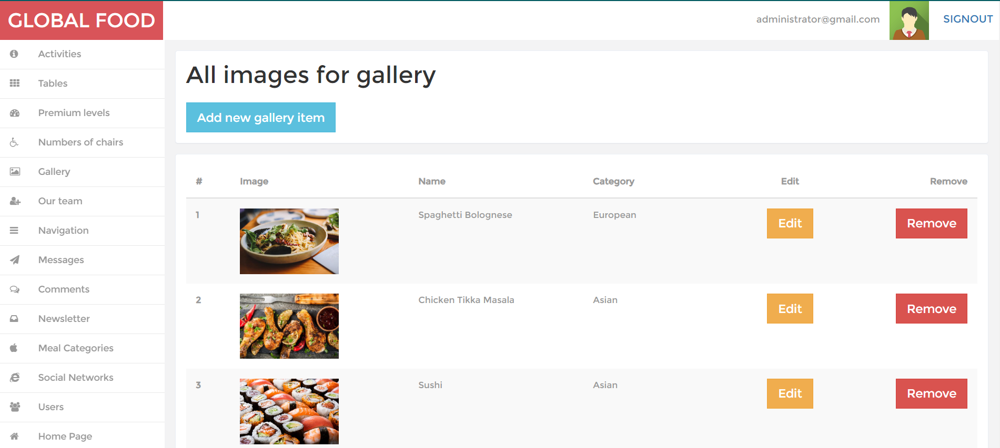 GLOBAL FOOD
administrator@gmail.com
SIGNOUT
Activities
Tables
Premium levels
Numbers of chairs
Gallery
Our team
Navigation
Messages
Comments
Newsletter
Meal Categories
Social Networks
Users
Home Page
All images for gallery
Add new gallery item
# Image Name Category Edit Remove
1 Spaghetti Bolognese European Edit Remove
2 Chicken Tikka Masala Asian Edit Remove
3 Sushi Asian Edit Remove